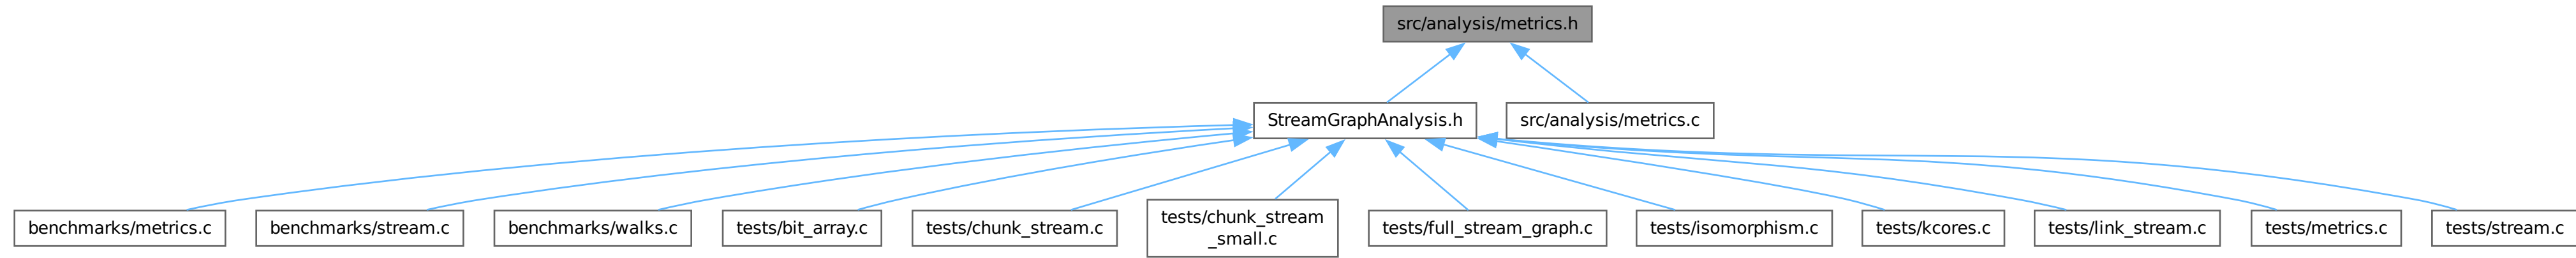 src/analysis/metrics.h
StreamGraphAnalysis.h
src/analysis/metrics.c
benchmarks/metrics.c
benchmarks/stream.c
benchmarks/walks.c
tests/bit_array.c
tests/chunk_stream.c
tests/chunk_stream
_small.c
tests/full_stream_graph.c
tests/isomorphism.c
tests/kcores.c
tests/link_stream.c
tests/metrics.c
tests/stream.c